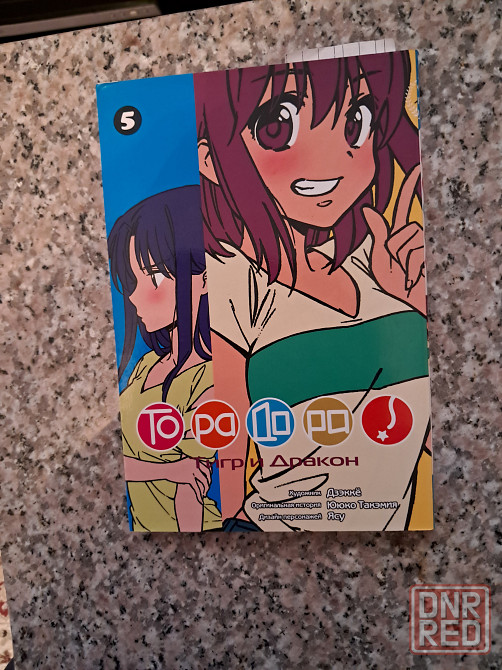 5
То ра До ра !
Тигр и Дракон
Художник Дзэккё
Оригинальная история Ююко Такэмия
Дизайн персонажей Ясу
DNR
RED